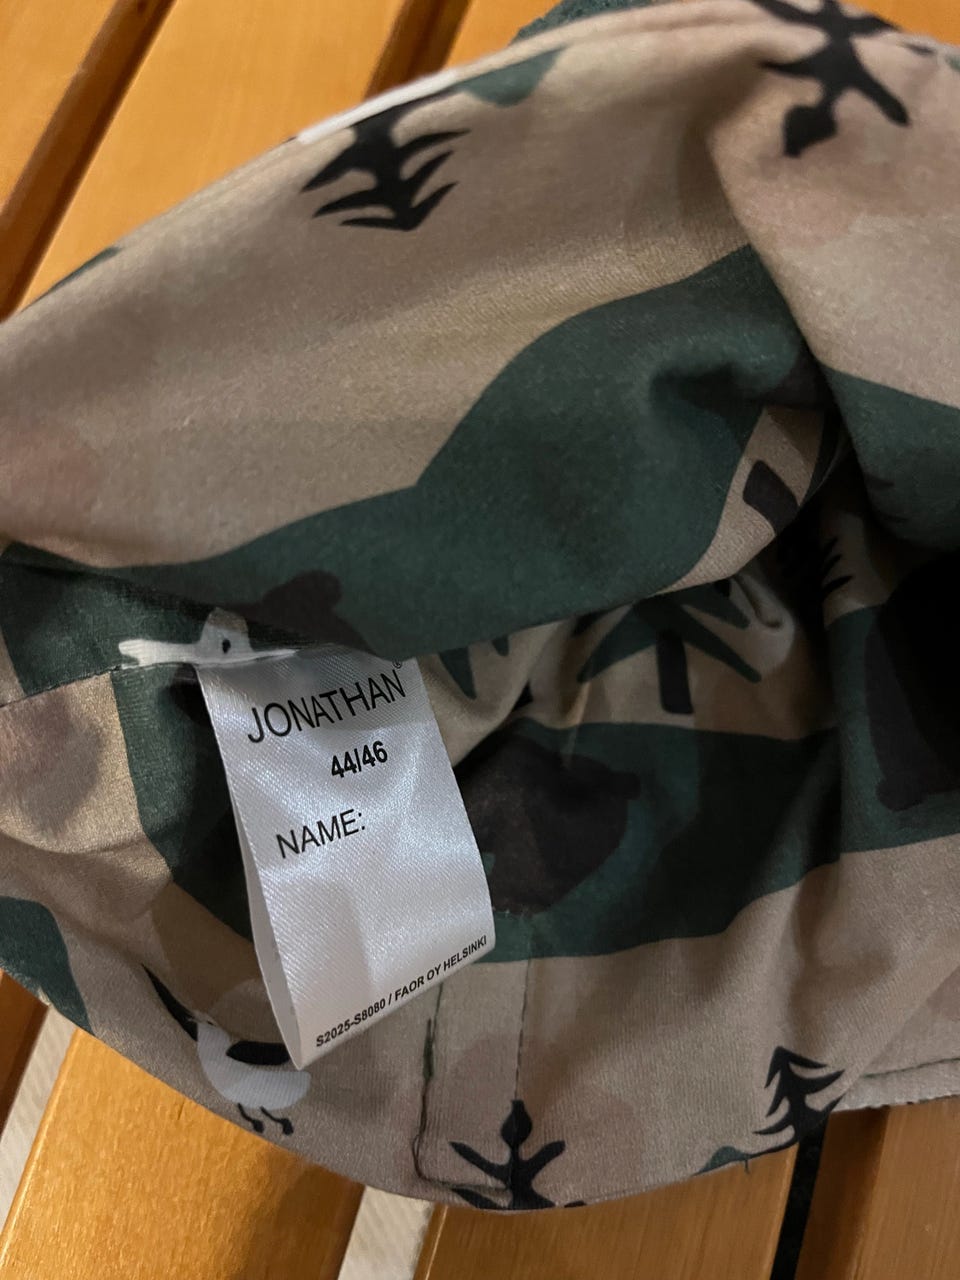 JONATHAN®
44/46
NAME:
S2025-S8080 / FAOR OY HELSINKI